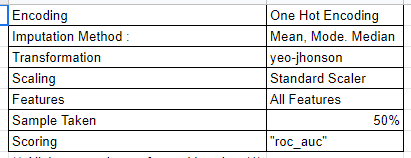 Encoding One Hot Encoding
Imputation Method : Mean, Mode. Median
Transformation yeo-jhonson
Scaling Standard Scaler
Features All Features
Sample Taken 50%
Scoring "roc_auc"